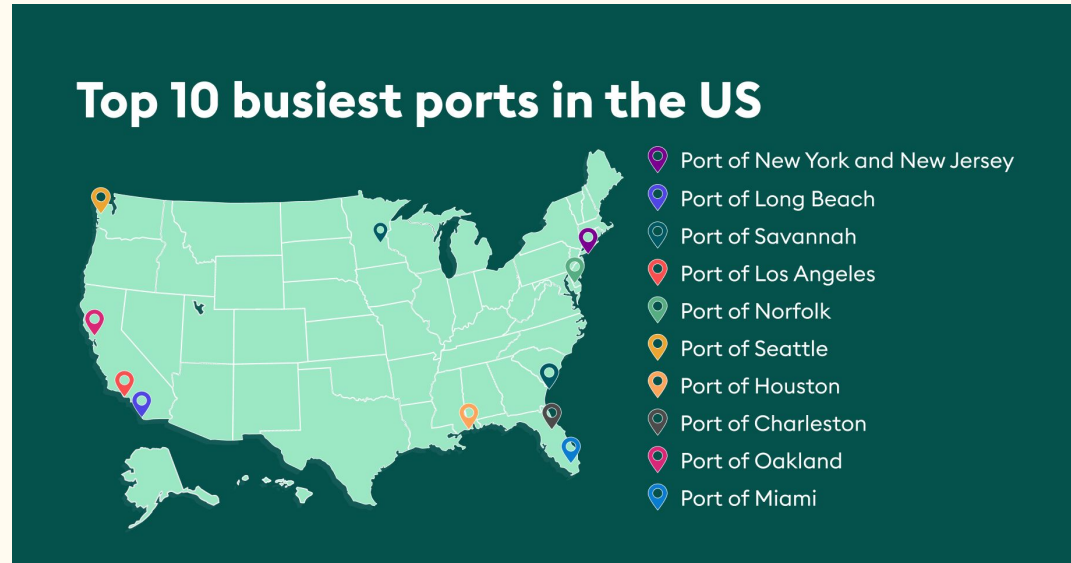 Top 10 busiest ports in the US
Port of New York and New Jersey
Port of Long Beach
Port of Savannah
Port of Los Angeles
Port of Norfolk
Port of Seattle
Port of Houston
Port of Charleston
Port of Oakland
Port of Miami